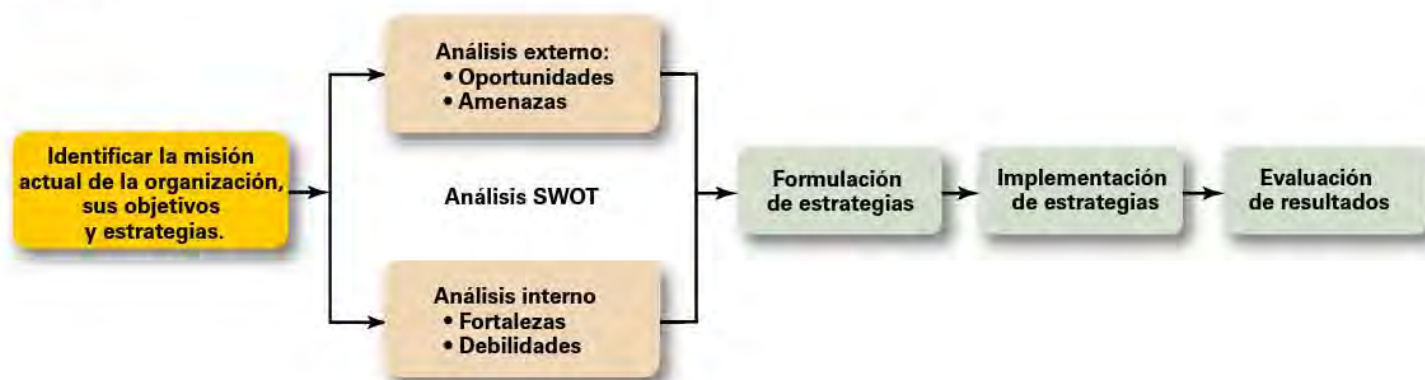 Identificar la misión
actual de la organización,
sus objetivos
y estrategias.
Análisis externo:
• Oportunidades
• Amenazas
Análisis SWOT
Análisis interno
• Fortalezas
• Debilidades
Formulación
de estrategias
Implementación
de estrategias
Evaluación
de resultados